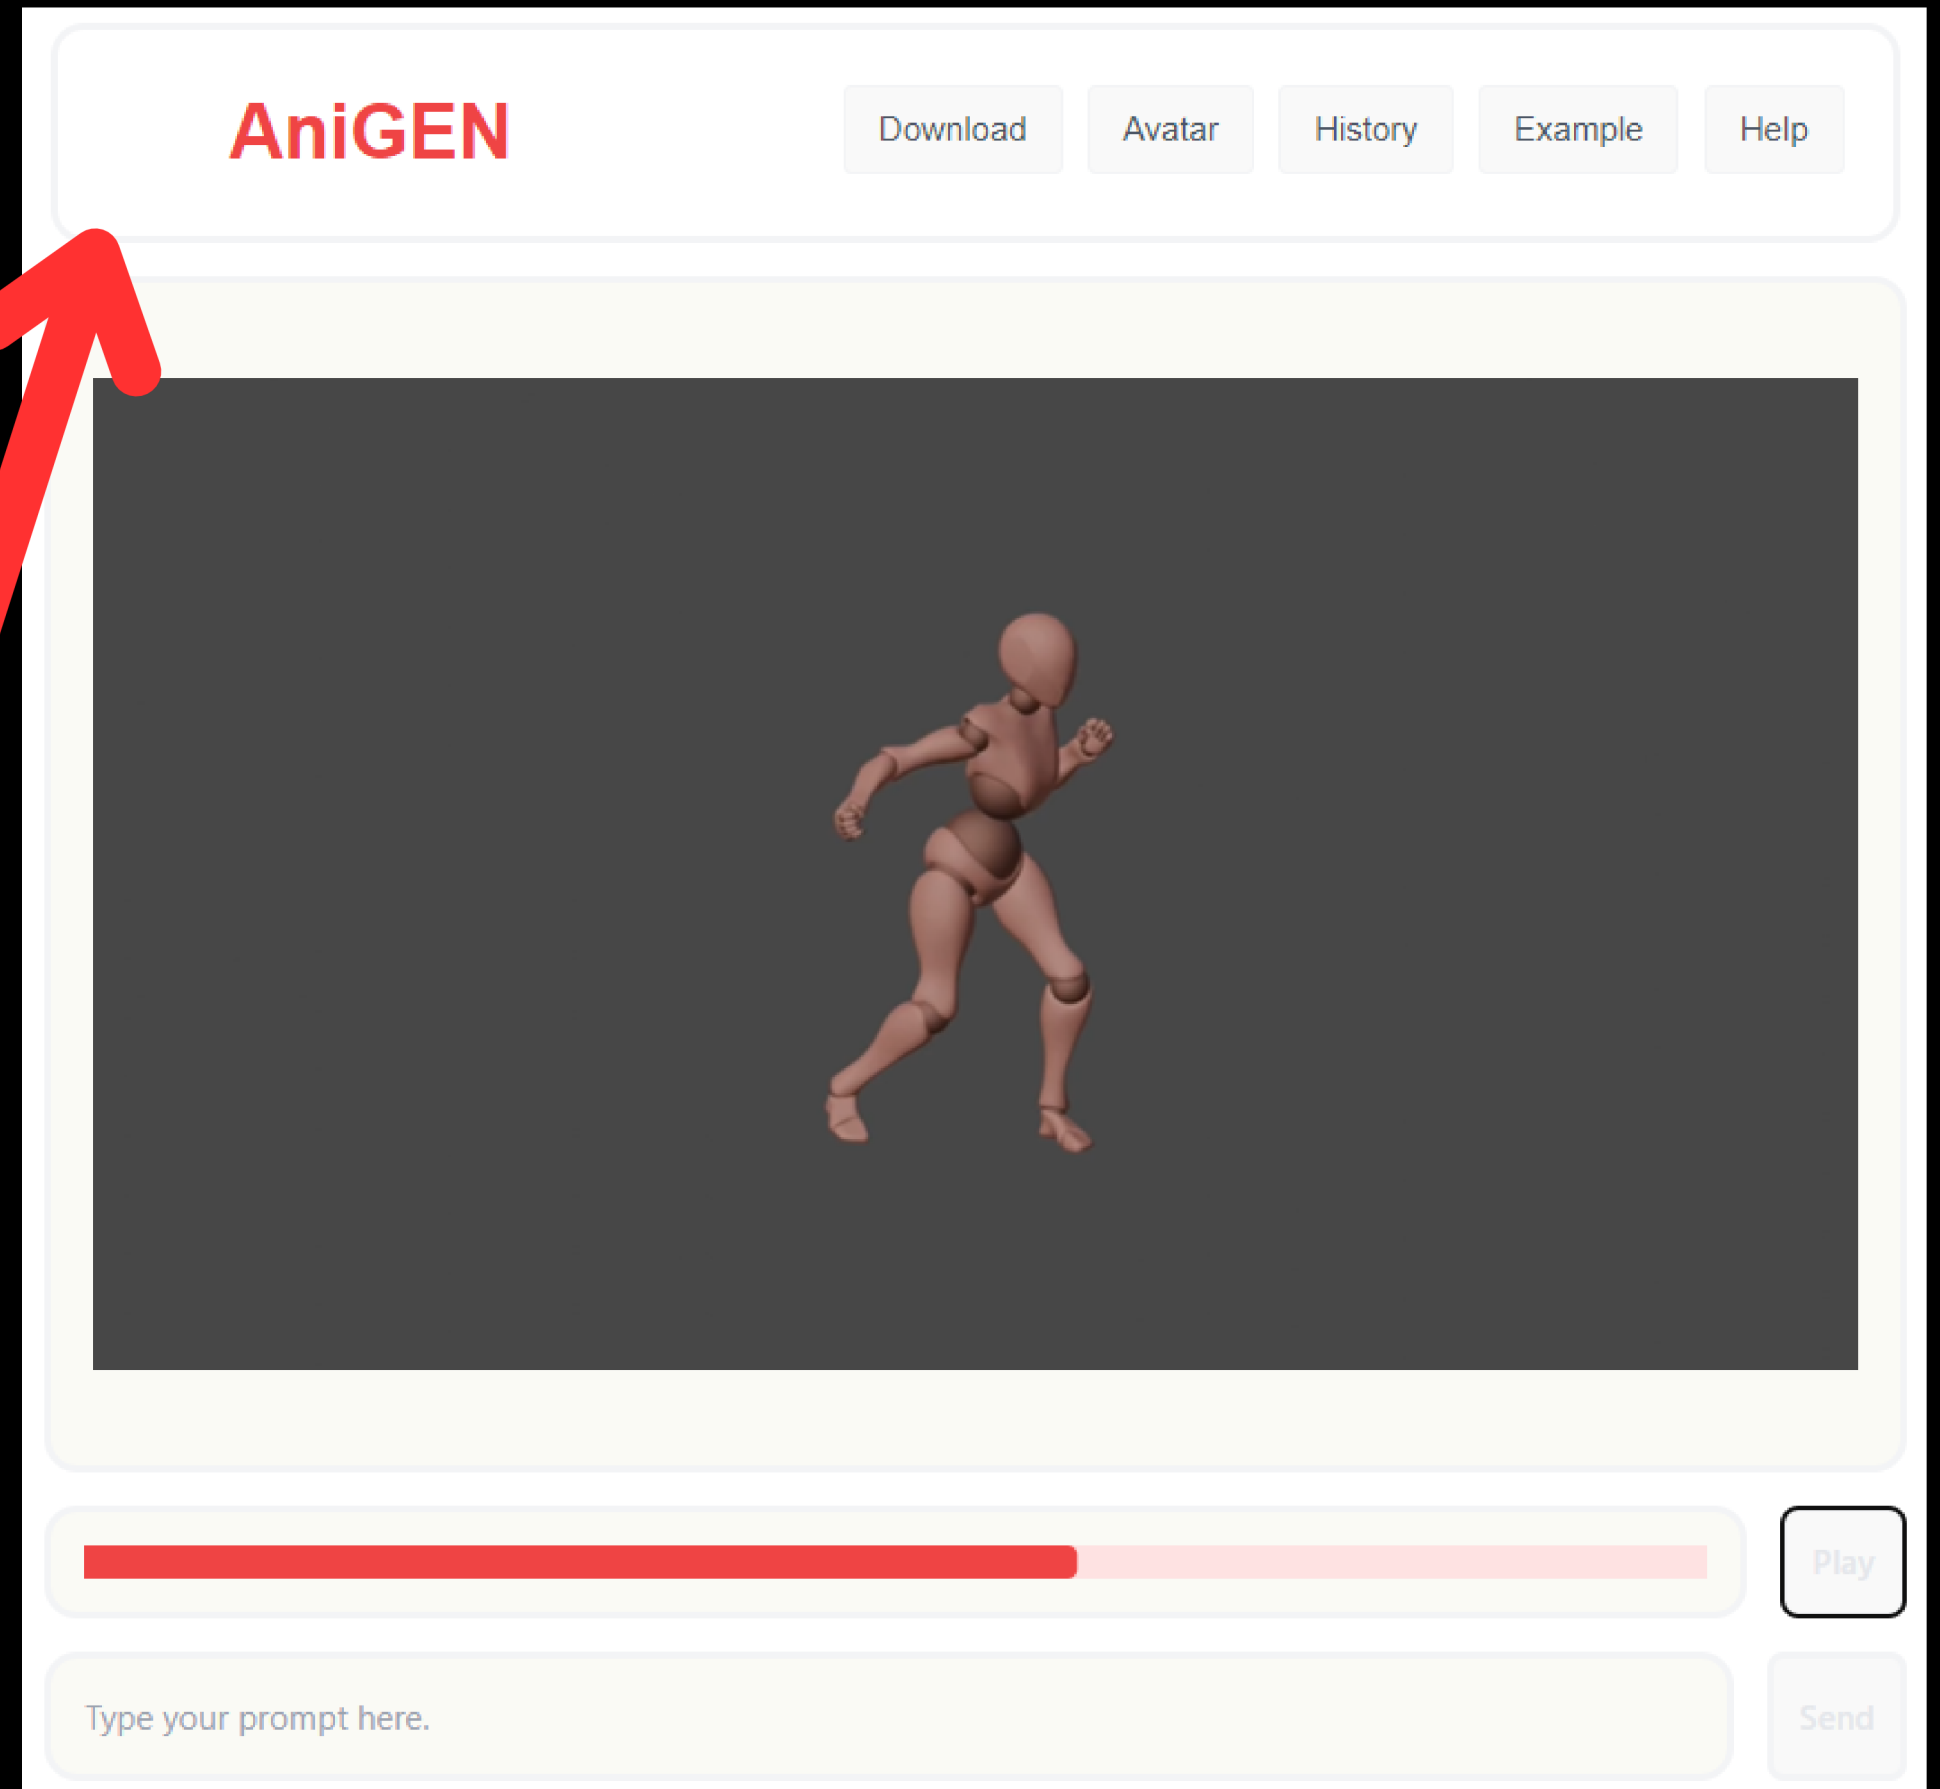 AniGEN
Download Avatar History Example Help
Play
Type your prompt here.
Send